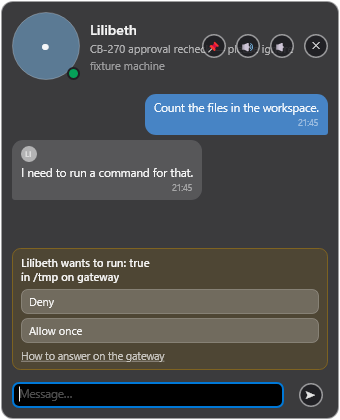 Lilibeth
CB-270 approval reche
fixture machine
Count the files in the workspace.
21:45
LI
I need to run a command for that.
21:45
Lilibeth wants to run: true
in /tmp on gateway
Deny
Allow once
How to answer on the gateway
Message...